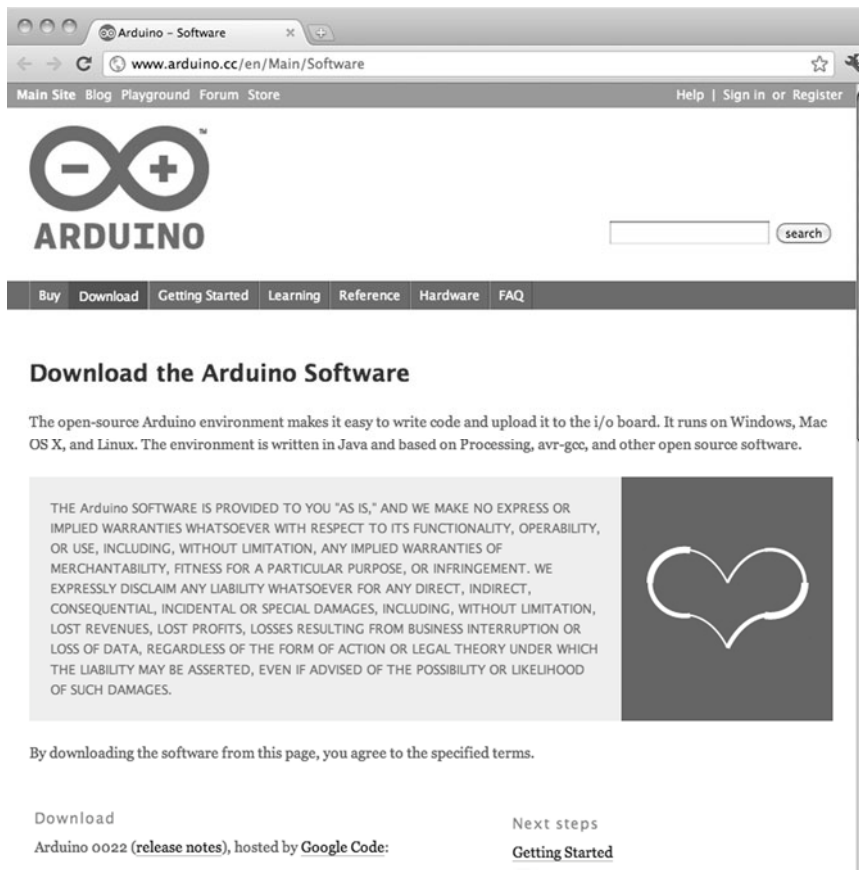 Arduino – Software
www.arduino.cc/en/Main/Software
Main Site Blog Playground Forum Store
Help | Sign in or Register
TM
ARDUINO
search
Buy Download Getting Started Learning Reference Hardware FAQ
Download the Arduino Software
The open-source Arduino environment makes it easy to write code and upload it to the i/o board. It runs on Windows, Mac
OS X, and Linux. The environment is written in Java and based on Processing, avr-gcc, and other open source software.
THE Arduino SOFTWARE IS PROVIDED TO YOU "AS IS," AND WE MAKE NO EXPRESS OR
IMPLIED WARRANTIES WHATSOEVER WITH RESPECT TO ITS FUNCTIONALITY, OPERABILITY,
OR USE, INCLUDING, WITHOUT LIMITATION, ANY IMPLIED WARRANTIES OF
MERCHANTABILITY, FITNESS FOR A PARTICULAR PURPOSE, OR INFRINGEMENT. WE
EXPRESSLY DISCLAIM ANY LIABILITY WHATSOEVER FOR ANY DIRECT, INDIRECT,
CONSEQUENTIAL, INCIDENTAL OR SPECIAL DAMAGES, INCLUDING, WITHOUT LIMITATION,
LOST REVENUES, LOST PROFITS, LOSSES RESULTING FROM BUSINESS INTERRUPTION OR
LOSS OF DATA, REGARDLESS OF THE FORM OF ACTION OR LEGAL THEORY UNDER WHICH
THE LIABILITY MAY BE ASSERTED, EVEN IF ADVISED OF THE POSSIBILITY OR LIKELIHOOD
OF SUCH DAMAGES.
By downloading the software from this page, you agree to the specified terms.
Download
Arduino 0022 (release notes), hosted by Google Code:
Next steps
Getting Started